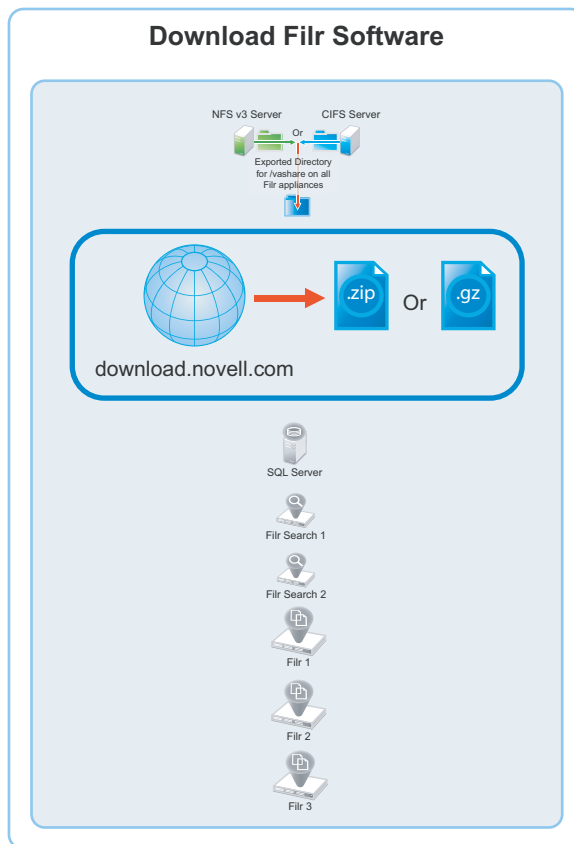 Download Filr Software
NFS v3 Server
CIFS Server
Or
Exported Directory
for /vashare on all
Filr appliances
.zip
Or
.gz
download.novell.com
SQL Server
Filr Search 1
Filr Search 2
Filr 1
Filr 2
Filr 3